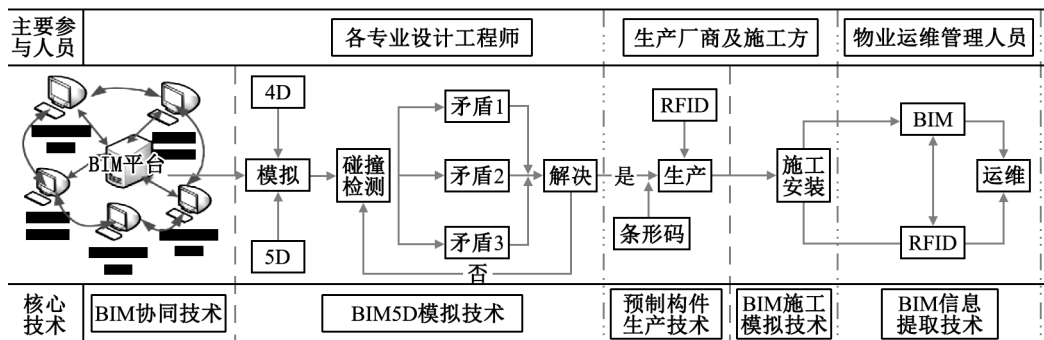 主要参
与人员
各专业设计工程师
生产厂商及施工方
物业运维管理人员
BIM平台
4D
模拟
5D
碰撞
检测
矛盾1
矛盾2
矛盾3
解决
否
是
RFID
生产
条形码
施工
安装
BIM
RFID
运维
核心
技术
BIM协同技术
BIM5D模拟技术
预制构件
生产技术
BIM施工
模拟技术
BIM信息
提取技术